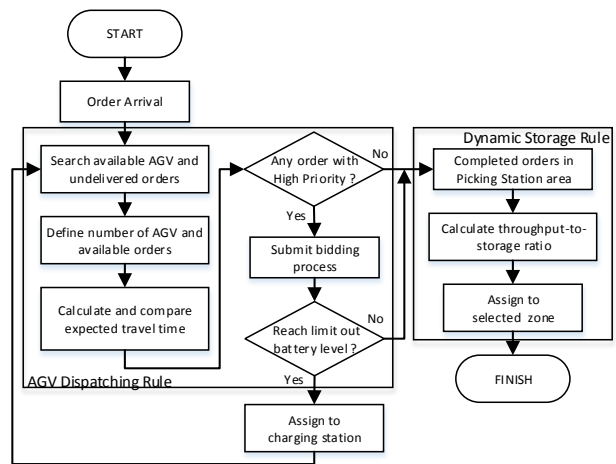 START
Order Arrival
Search available AGV and
undelivered orders
Define number of AGV and
available orders
Calculate and compare
expected travel time
AGV Dispatching Rule
Any order with
High Priority ?
No
Yes
Submit bidding
process
Reach limit out
battery level ?
No
Yes
Assign to
charging station
Dynamic Storage Rule
Completed orders in
Picking Station area
Calculate throughput-to-
storage ratio
Assign to
selected zone
FINISH